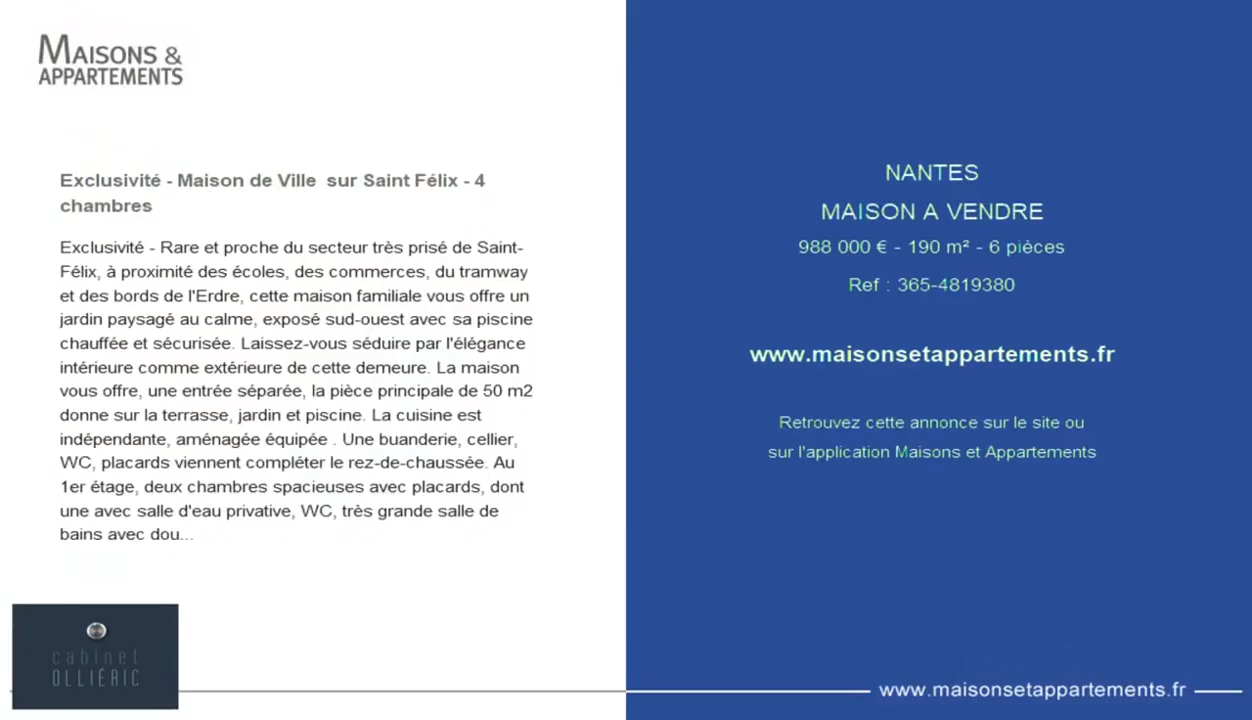 MAISONS &
APPARTEMENTS
Exclusivité - Maison de Ville sur Saint Félix - 4
chambres
Exclusivité - Rare et proche du secteur très prisé de Saint-
Félix, à proximité des écoles, des commerces, du tramway
et des bords de l'Erdre, cette maison familiale vous offre un
jardin paysagé au calme, exposé sud-ouest avec sa piscine
chauffée et sécurisée. Laissez-vous séduire par l'élégance
intérieure comme extérieure de cette demeure. La maison
vous offre, une entrée séparée, la pièce principale de 50 m2
donne sur la terrasse, jardin et piscine. La cuisine est
indépendante, aménagée équipée . Une buanderie, cellier,
WC, placards viennent compléter le rez-de-chaussée. Au
1er étage, deux chambres spacieuses avec placards, dont
une avec salle d'eau privative, WC, très grande salle de
bains avec dou...
cabinet
OLLIÉRIC
NANTES
MAISON A VENDRE
988 000 € - 190 m² - 6 pièces
Ref : 365-4819380
www.maisonsetappartements.fr
Retrouvez cette annonce sur le site ou
sur l'application Maisons et Appartements
www.maisonsetappartements.fr